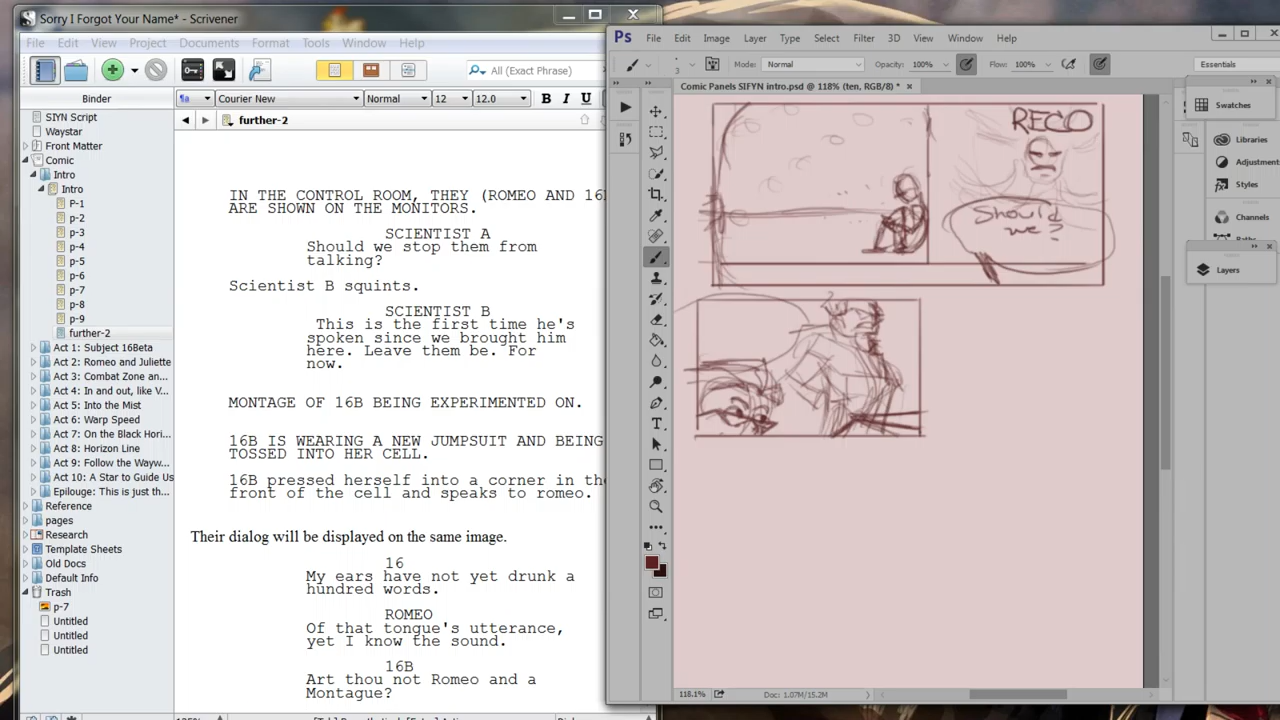 Sorry I Forgot Your Name* - Scrivener
File Edit View Project Documents Format Tools Window Help
All (Exact Phrase)
Binder
Courier New Normal 12 12.0 B I U
further-2
SIYN Script
Waystar
Front Matter
Comic
Intro
Intro
P-1
p-2
p-3
p-4
p-5
p-6
p-7
p-8
p-9
further-2
Act 1: Subject 16Beta
Act 2: Romeo and Juliette
Act 3: Combat Zone an...
Act 4: In and out, like V...
Act 5: Into the Mist
Act 6: Warp Speed
Act 7: On the Black Hori...
Act 8: Horizon Line
Act 9: Follow the Wayw...
Act 10: A Star to Guide Us
Epilouge: This is just th...
Reference
pages
Research
Template Sheets
Old Docs
Default Info
Trash
p-7
Untitled
Untitled
Untitled
IN THE CONTROL ROOM, THEY (ROMEO AND 16
ARE SHOWN ON THE MONITORS.
SCIENTIST A
Should we stop them from
talking?
Scientist B squints.
SCIENTIST B
This is the first time he's
spoken since we brought him
here. Leave them be. For
now.
MONTAGE OF 16B BEING EXPERIMENTED ON.
16B IS WEARING A NEW JUMPSUIT AND BEING
TOSSED INTO HER CELL.
16B pressed herself into a corner in the
front of the cell and speaks to romeo.
Their dialog will be displayed on the same image.
16
My ears have not yet drunk a
hundred words.
ROMEO
Of that tongue's utterance,
yet I know the sound.
16B
Art thou not Romeo and a
Montague?
Ps File Edit Image Layer Type Select Filter 3D View Window Help
3 Mode: Normal Opacity: 100% Flow: 100% Essentials
Comic Panels SIFYN intro.psd @ 118% (ten, RGB/8) *
RECO
Should
we?
Swatches
Libraries
Adjustment
Styles
Channels
Paths
Layers
118.1% Doc: 1.07M/15.2M